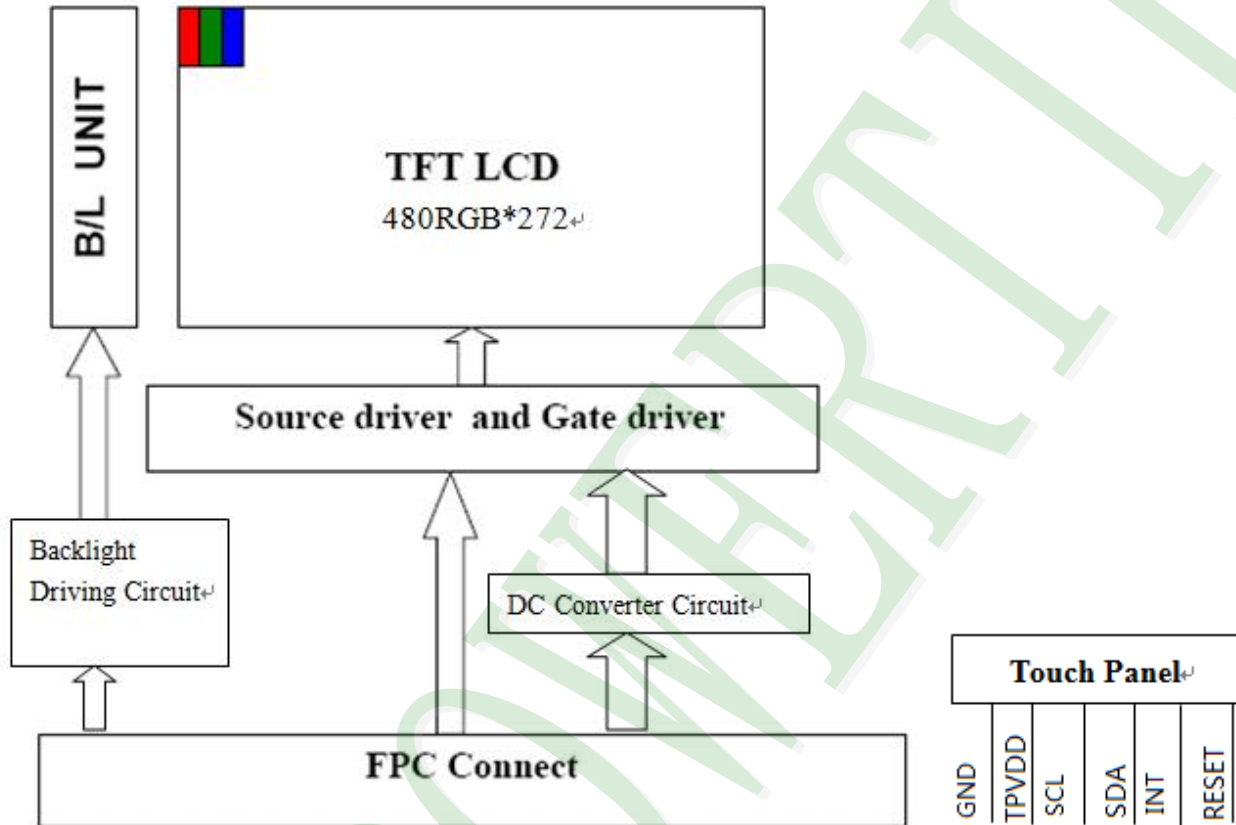 B/L UNIT
TFT LCD
480RGB*272↵
Source driver and Gate driver
Backlight
Driving Circuit↵
DC Converter Circuit↵
Touch Panel↵
FPC Connect
GND
TPVDD
SCL
SDA
INT
RESET